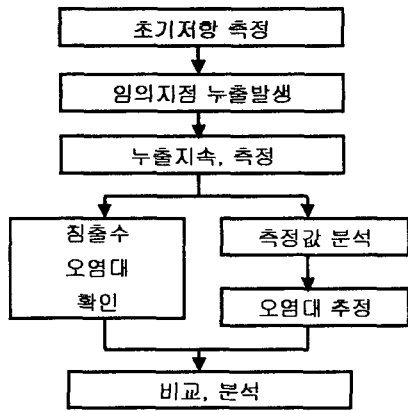 초기저항 측정
임의지점 누출발생
누출지속, 측정
침출수
오염대
확인
측정값 분석
오염대 추정
비교, 분석